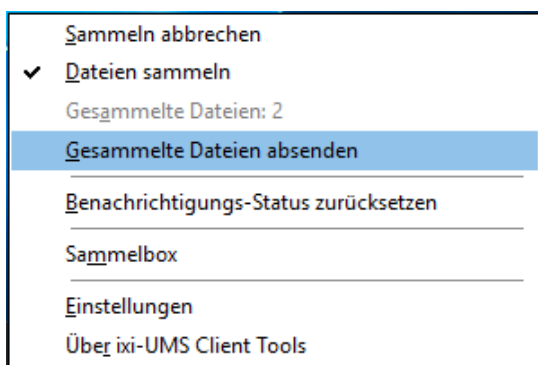 Sammeln abbrechen
Dateien sammeln
Gesammelte Dateien: 2
Gesammelte Dateien absenden
Benachrichtigungs-Status zurücksetzen
Sammelbox
Einstellungen
Über ixi-UMS Client Tools